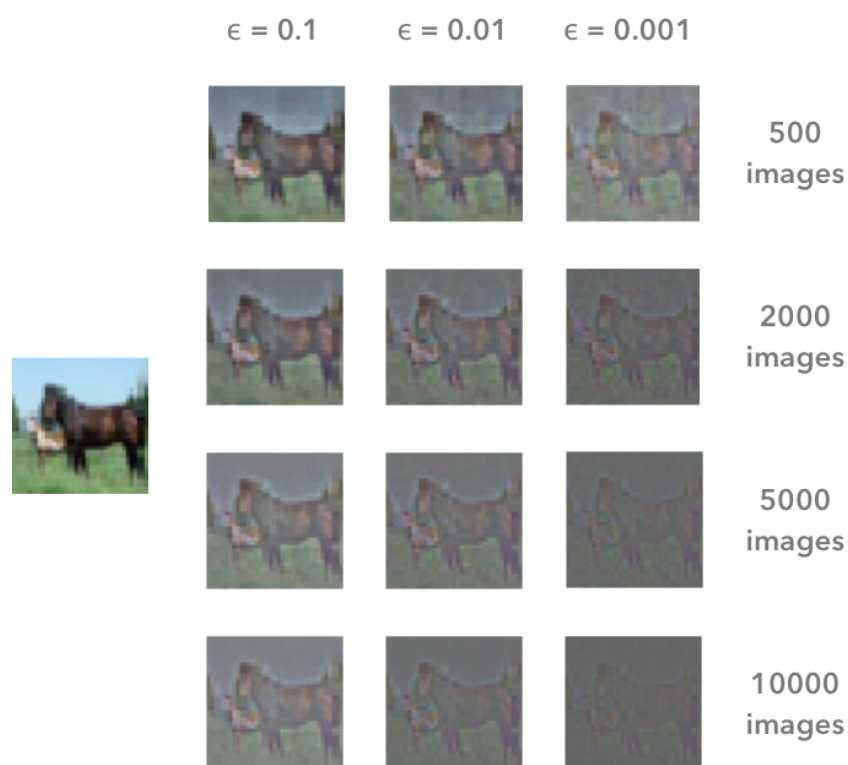 ϵ = 0.1
ϵ = 0.01
ϵ = 0.001
500
images
2000
images
5000
images
10000
images